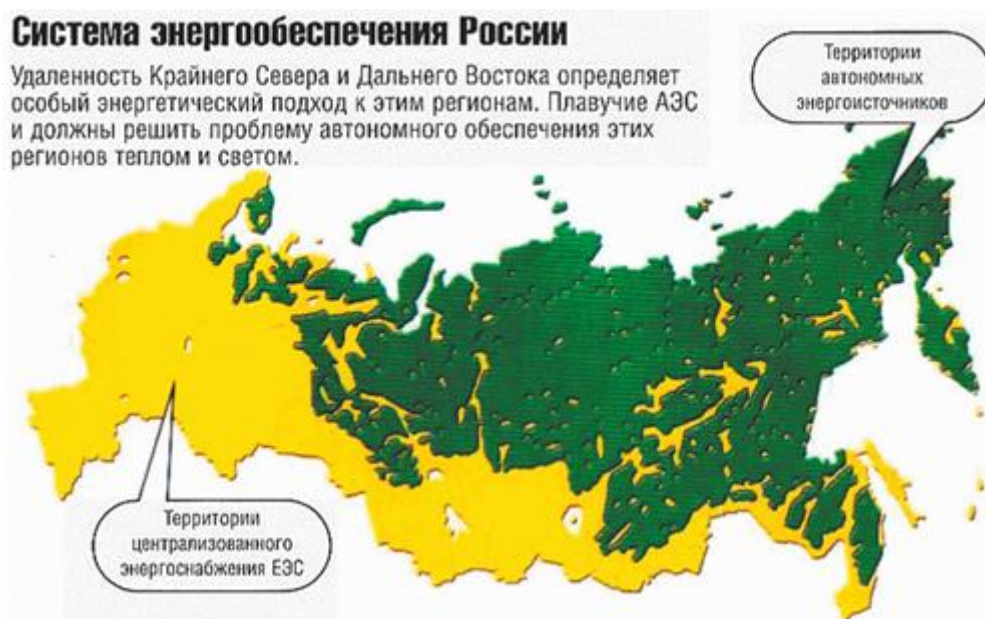 Система энергообеспечения России
Удаленность Крайнего Севера и Дальнего Востока определяет
особый энергетический подход к этим регионам. Плавучие АЭС
и должны решить проблему автономного обеспечения этих
регионов теплом и светом.
Территории
автономных
энергоисточников
Территории
централизованного
энергоснабжения ЕЭС